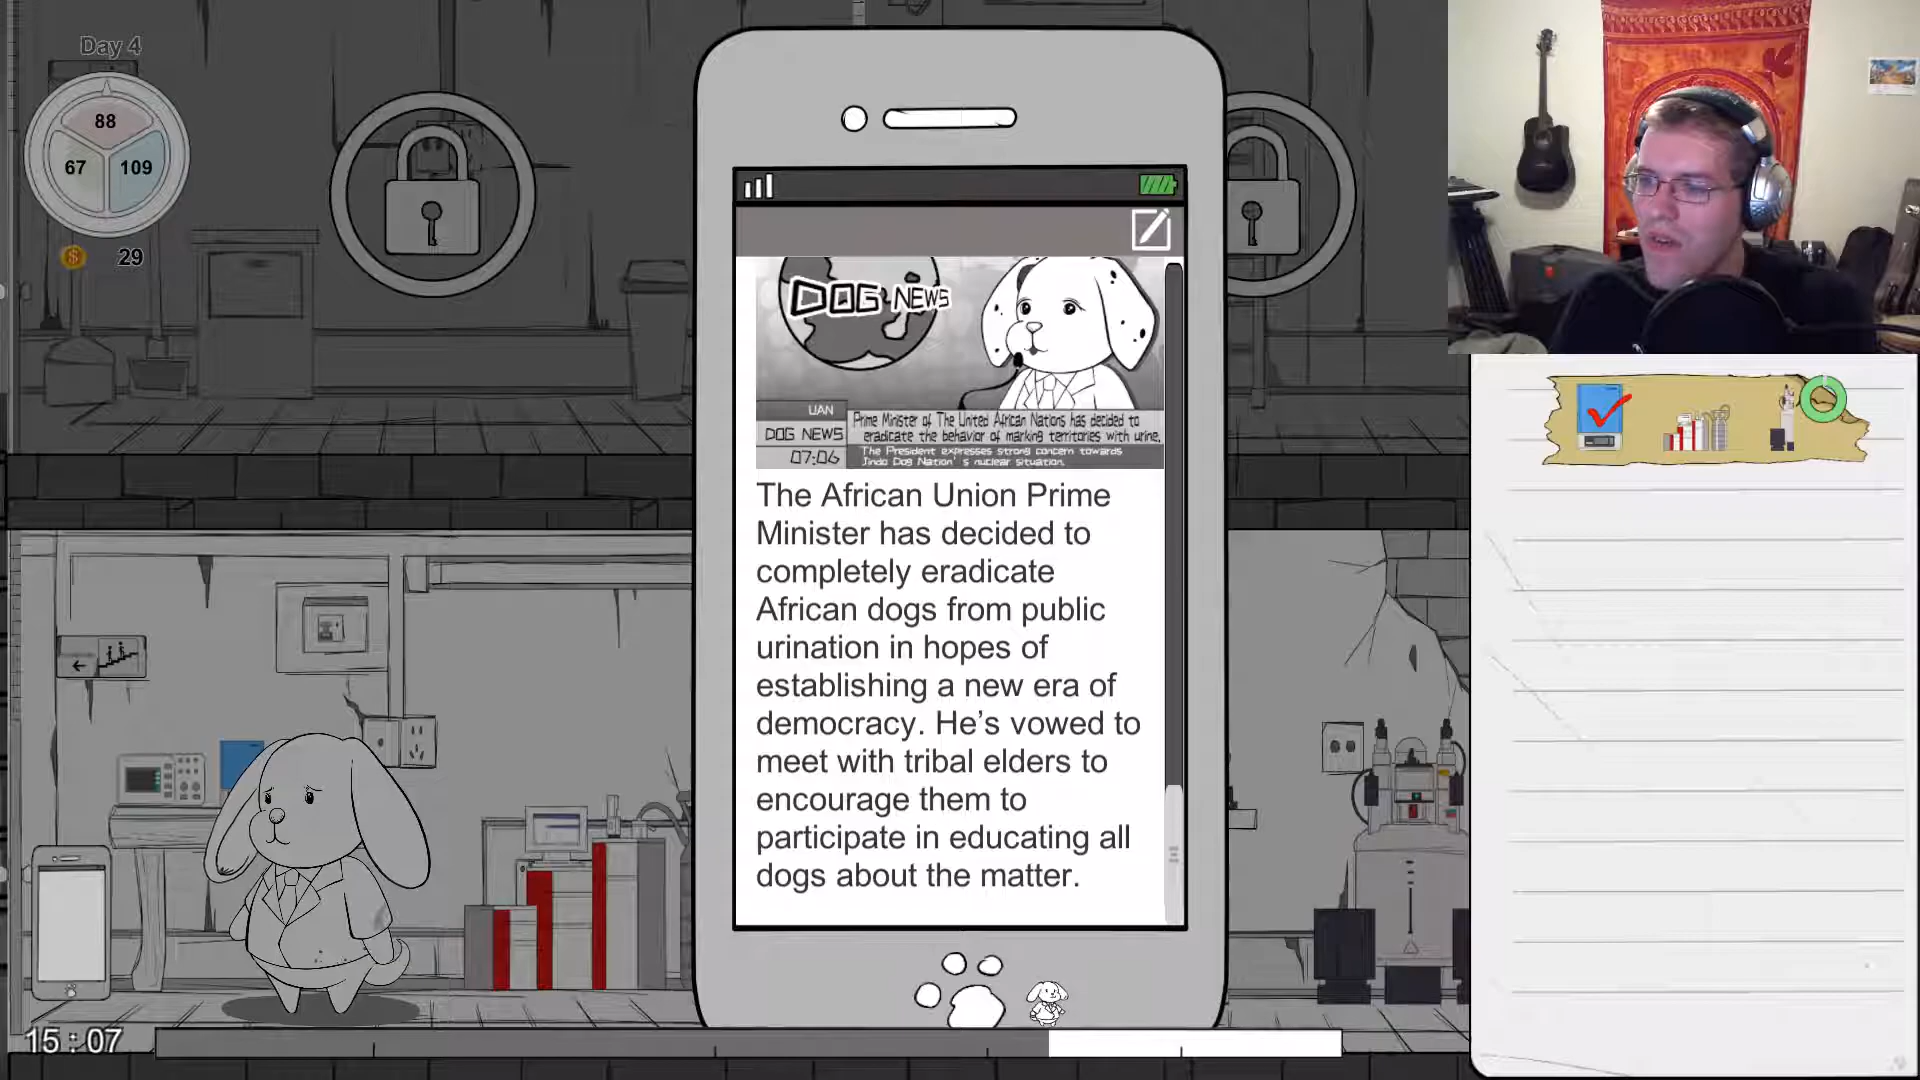 Day 4
88
67
109
29
DOG NEWS
UAN
DOG NEWS
07:06
Prime Minister of The United African Nations has decided to
eradicate the behavior of marking territories with urine,
The President expresses strong concern towards
Jindo Dog Nation's nuclear situation.
The African Union Prime
Minister has decided to
completely eradicate
African dogs from public
urination in hopes of
establishing a new era of
democracy. He’s vowed to
meet with tribal elders to
encourage them to
participate in educating all
dogs about the matter.
15:07